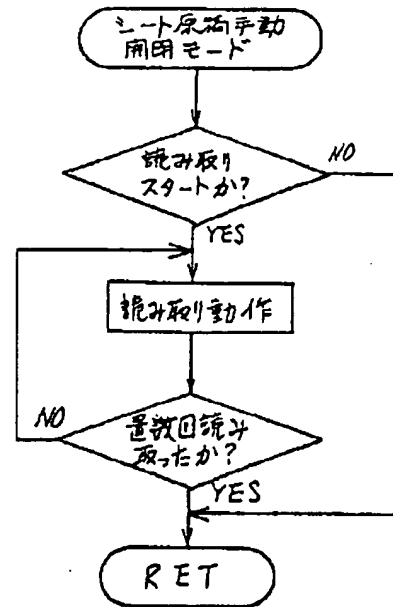 シート原稿手動
開閉モード
読み取り
スタートか?
NO
YES
読み取り動作
NO
置数回読み
取ったか?
YES
RET